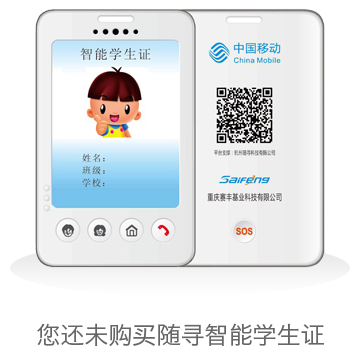 智能学生证
姓名：
班级：
学校：
中国移动
China Mobile
平台支撑：杭州随寻科技有限公司
Saifeng
重庆赛丰基业科技有限公司
SOS
您还未购买随寻智能学生证